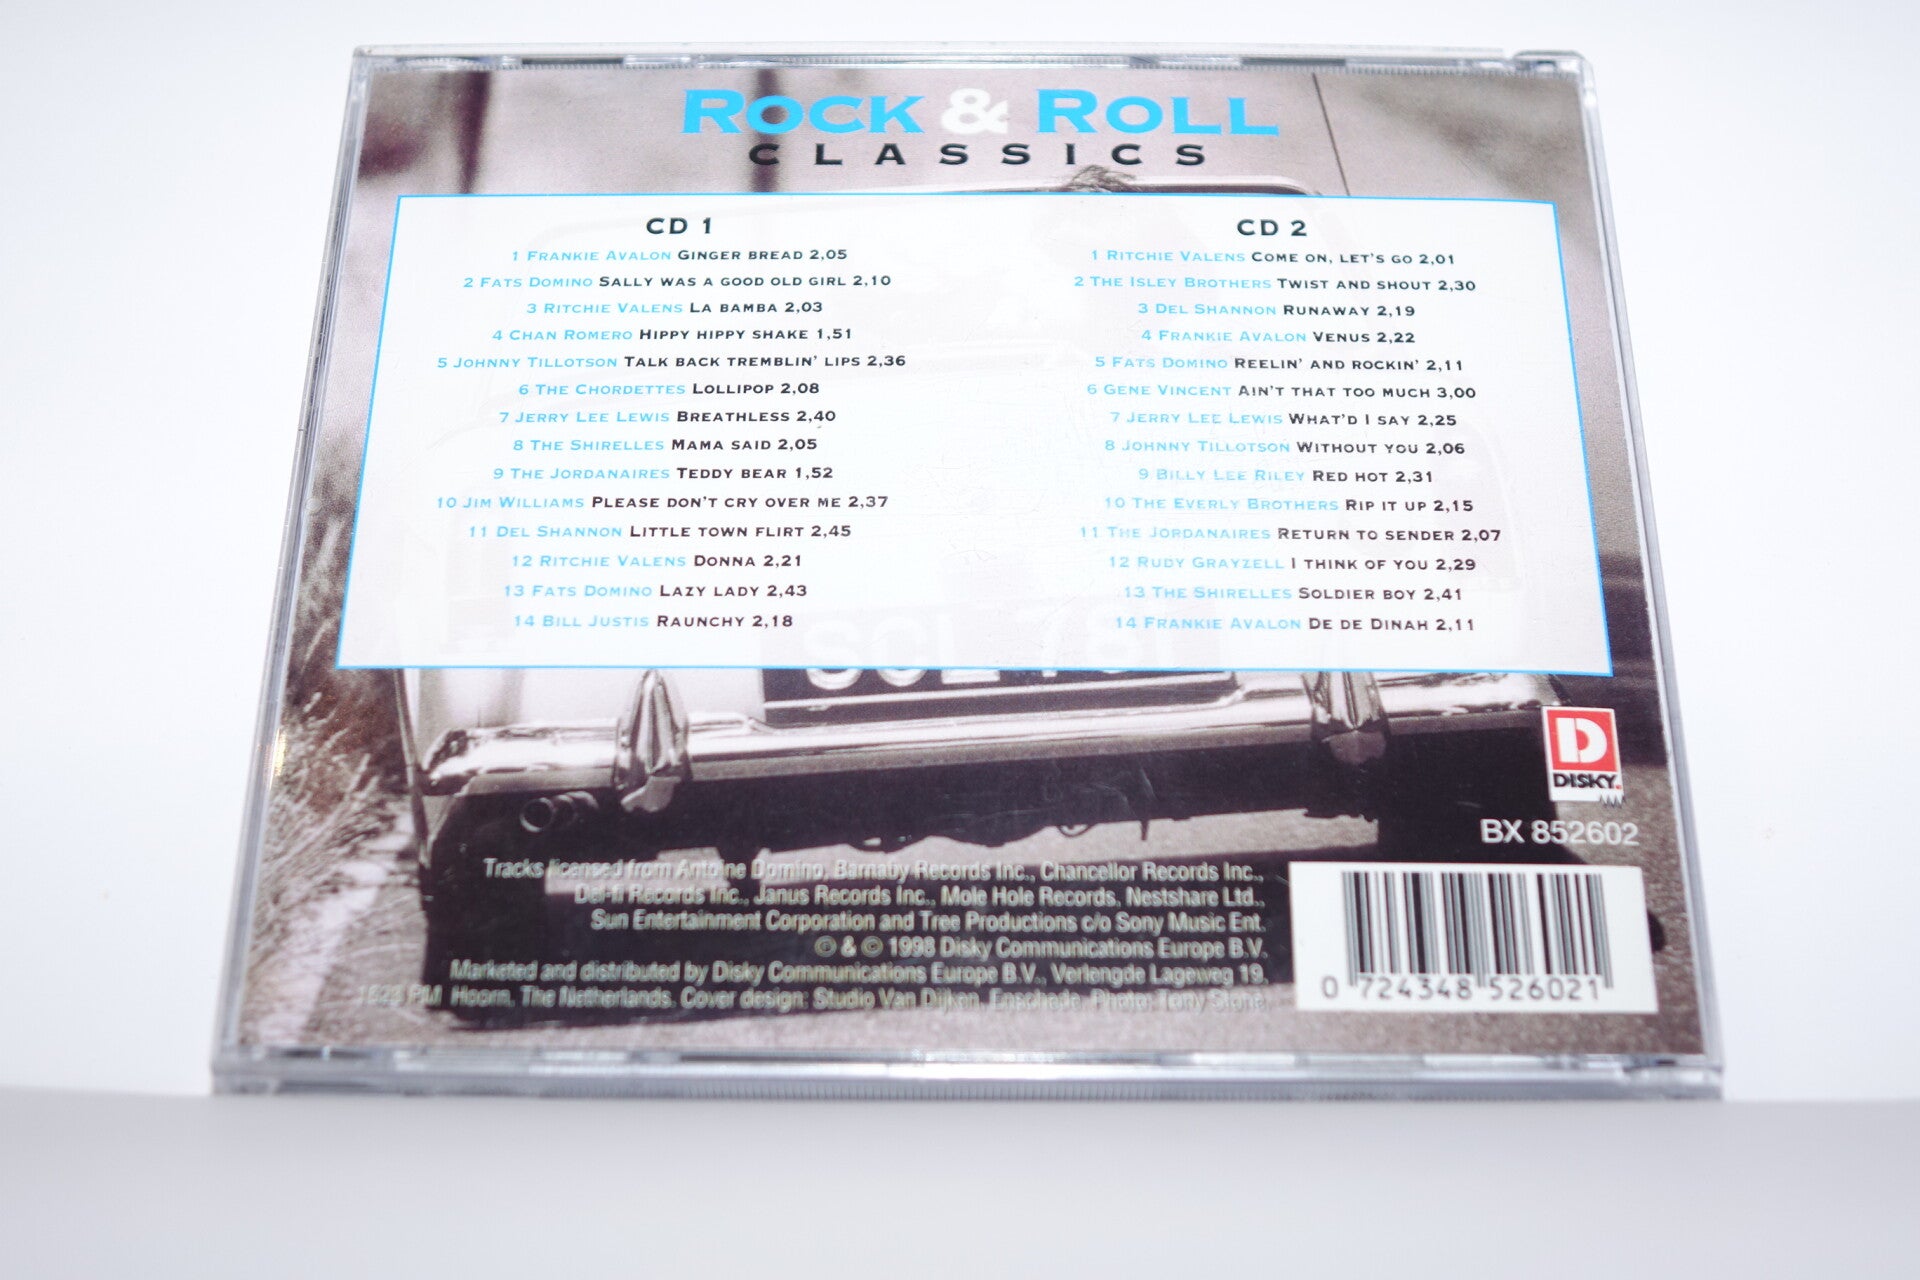 ROCK & ROLL
CLASSICS
CD 1
1 FRANKIE AVALON GINGER BREAD 2,05
2 FATS DOMINO SALLY WAS A GOOD OLD GIRL 2,10
3 RITCHIE VALENS LA BAMBA 2,03
4 CHAN ROMERO HIPPY HIPPY SHAKE 1,51
5 JOHNNY TILLOTSON TALK BACK TREMBLIN' LIPS 2,36
6 THE CHORDETTES LOLLIPOP 2,08
7 JERRY LEE LEWIS BREATHLESS 2,40
8 THE SHIRELLES MAMA SAID 2,05
9 THE JORDANAIRES TEDDY BEAR 1,52
10 JIM WILLIAMS PLEASE DON'T CRY OVER ME 2,37
11 DEL SHANNON LITTLE TOWN FLIRT 2,45
12 RITCHIE VALENS DONNA 2,21
13 FATS DOMINO LAZY LADY 2,43
14 BILL JUSTIS RAUNCHY 2,18
CD 2
1 RITCHIE VALENS COME ON, LET'S GO 2,01
2 THE ISLEY BROTHERS TWIST AND SHOUT 2,30
3 DEL SHANNON RUNAWAY 2,19
4 FRANKIE AVALON VENUS 2,22
5 FATS DOMINO REELIN' AND ROCKIN' 2,11
6 GENE VINCENT AIN'T THAT TOO MUCH 3,00
7 JERRY LEE LEWIS WHAT'D I SAY 2,25
8 JOHNNY TILLOTSON WITHOUT YOU 2,06
9 BILLY LEE RILEY RED HOT 2,31
10 THE EVERLY BROTHERS RIP IT UP 2,15
11 THE JORDANAIRES RETURN TO SENDER 2,07
12 RUDY GRAYZELL I THINK OF YOU 2,29
13 THE SHIRELLES SOLDIER BOY 2,41
14 FRANKIE AVALON DE DE DINAH 2,11
D
DISKY.
BX 852602
Tracks licensed from Antoine Domino, Barnaby Records Inc., Chancellor Records Inc.,
Del-fi Records Inc., Janus Records Inc., Mole Hole Records, Nestshare Ltd.,
Sun Entertainment Corporation and Tree Productions c/o Sony Music Ent.
℗ & © 1998 Disky Communications Europe B.V.
Marketed and distributed by Disky Communications Europe B.V., Verlengde Lageweg 19,
1628 PM Hoorn, The Netherlands. Cover design: Studio Van Dijken, Enschede. Photo: Tony Stone.
0 724348 526021